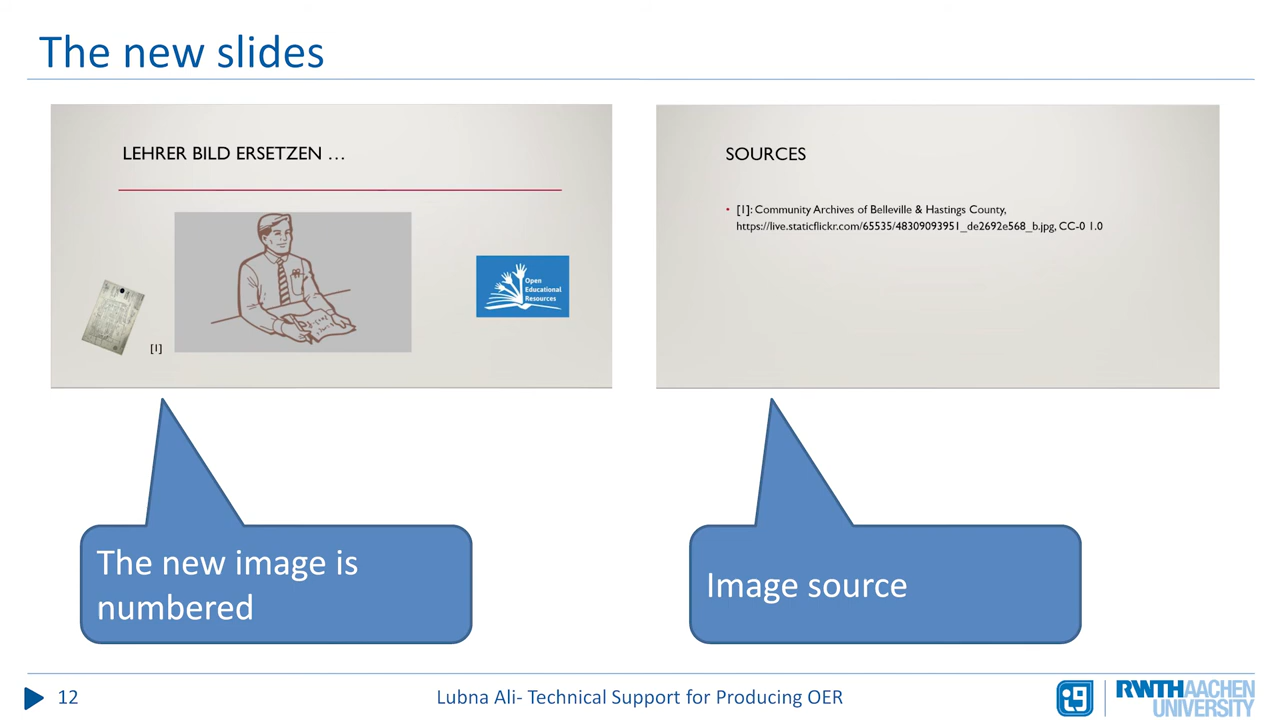 The new slides
LEHRER BILD ERSETZEN …
Open
Educational
Resources
[1]
SOURCES
• [1]: Community Archives of Belleville & Hastings County,
https://live.staticflickr.com/65535/48309093951_de2692e568_b.jpg, CC-0 1.0
The new image is
numbered
Image source
12
Lubna Ali- Technical Support for Producing OER
RWTH AACHEN
UNIVERSITY